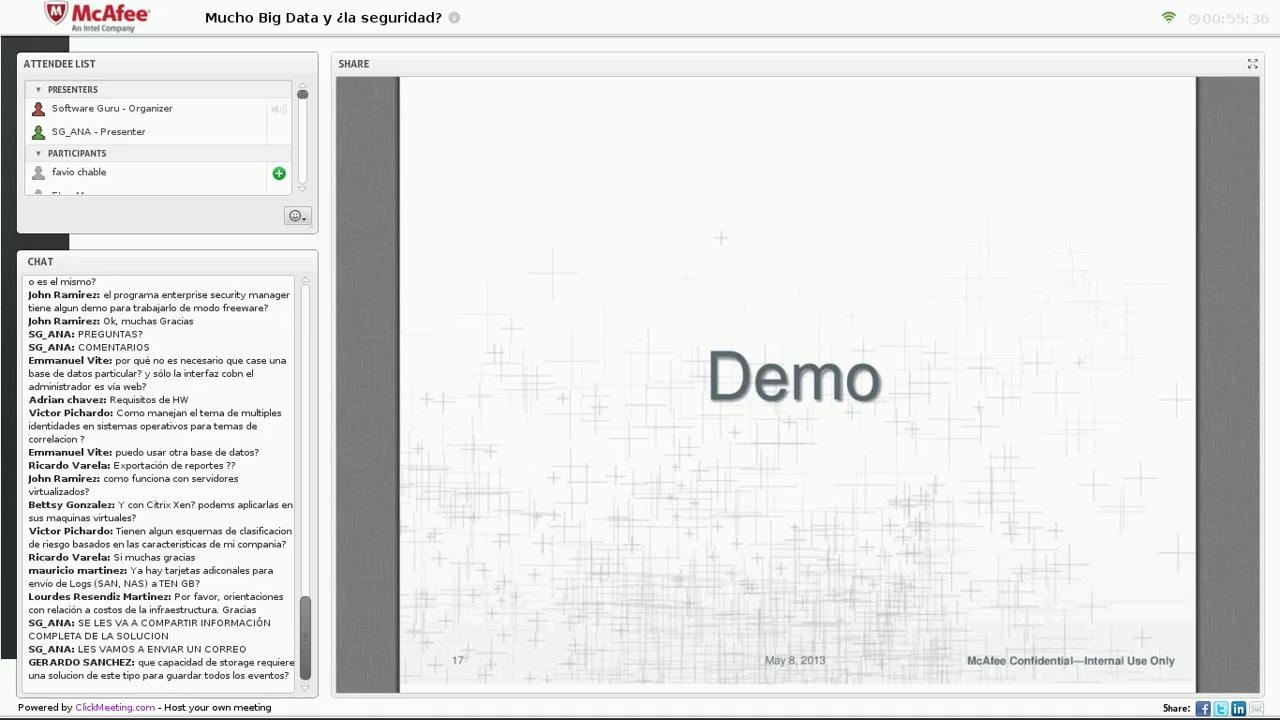 McAfee
An Intel Company
Mucho Big Data y ¿la seguridad?
00:55:36
ATTENDEE LIST
PRESENTERS
Software Guru - Organizer
SG_ANA - Presenter
PARTICIPANTS
favio chable
CHAT
o es el mismo?
John Ramirez: el programa enterprise security manager
tiene algun demo para trabajarlo de modo freeware?
John Ramirez: Ok, muchas Gracias
SG_ANA: PREGUNTAS?
SG_ANA: COMENTARIOS
Emmanuel Vite: por qué no es necesario que case una
base de datos particular? y sólo la interfaz cobn el
administrador es vía web?
Adrian chavez: Requisitos de HW
Victor Pichardo: Como manejan el tema de multiples
identidades en sistemas operativos para temas de
correlacion ?
Emmanuel Vite: puedo usar otra base de datos?
Ricardo Varela: Exportación de reportes ??
John Ramirez: como funciona con servidores
virtualizados?
Bettsy Gonzalez: Y con Citrix Xen? podems aplicarlas en
sus maquinas virtuales?
Victor Pichardo: Tienen algun esquemas de clasificacion
de riesgo basados en las caracteristicas de mi compania?
Ricardo Varela: Si muchas gracias
mauricio martinez: Ya hay tarjetas adiconales para
envío de Logs (SAN, NAS) a TEN GB?
Lourdes Resendiz Martinez: Por favor, orientaciones
con relación a costos de la infraestructura. Gracias
SG_ANA: SE LES VA A COMPARTIR INFORMACIÓN
COMPLETA DE LA SOLUCION
SG_ANA: LES VAMOS A ENVIAR UN CORREO
GERARDO SANCHEZ: que capacidad de storage requiere
una solucion de este tipo para guardar todos los eventos?
SHARE
Demo
17
May 8, 2013
McAfee Confidential—Internal Use Only
Powered by ClickMeeting.com - Host your own meeting
Share: